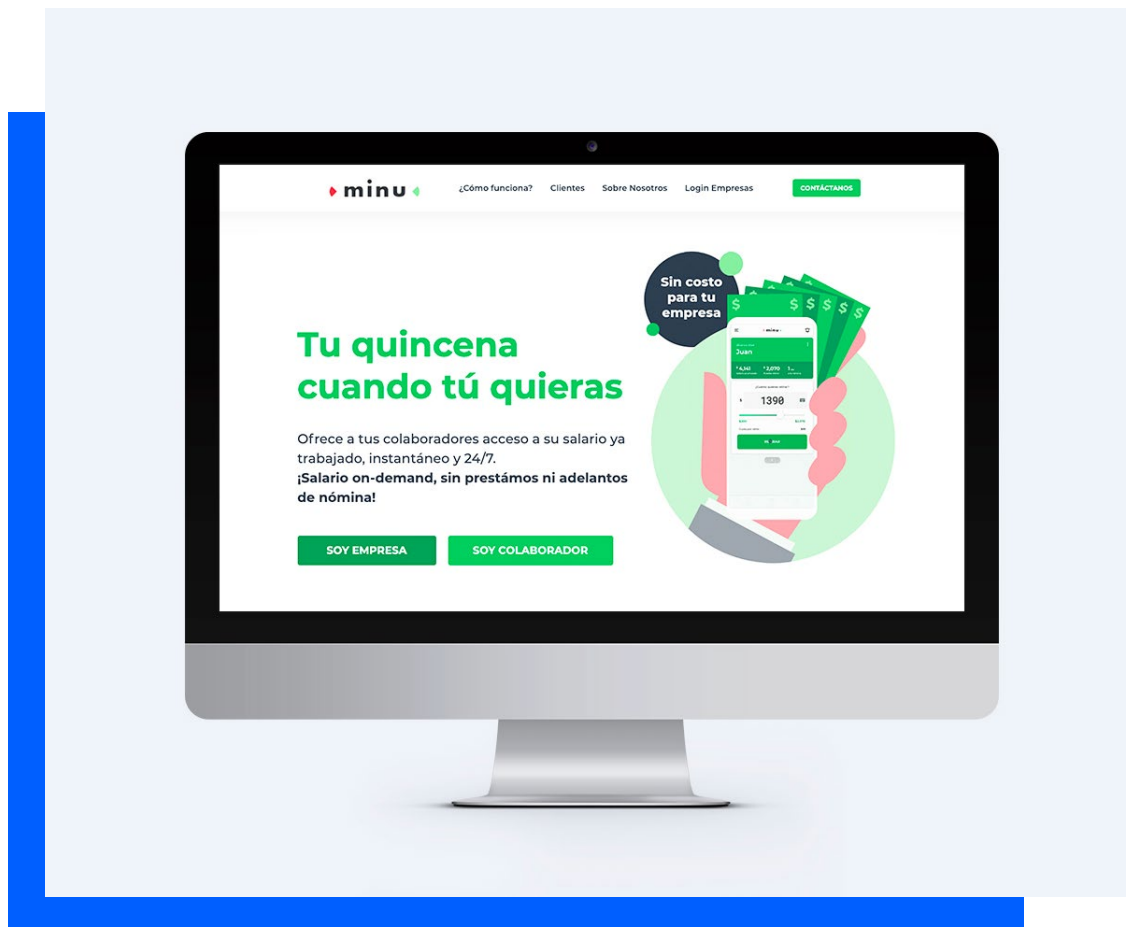 minu
¿Cómo funciona? Clientes Sobre Nosotros Login Empresas CONTÁCTANOS
Sin costo
para tu
empresa
Tu quincena
cuando tú quieras
Ofrece a tus colaboradores acceso a su salario ya
trabajado, instantáneo y 24/7.
¡Salario on-demand, sin prestámos ni adelantos
de nómina!
SOY EMPRESA SOY COLABORADOR
$ $ $ $ $ $
minu
Juan
1390